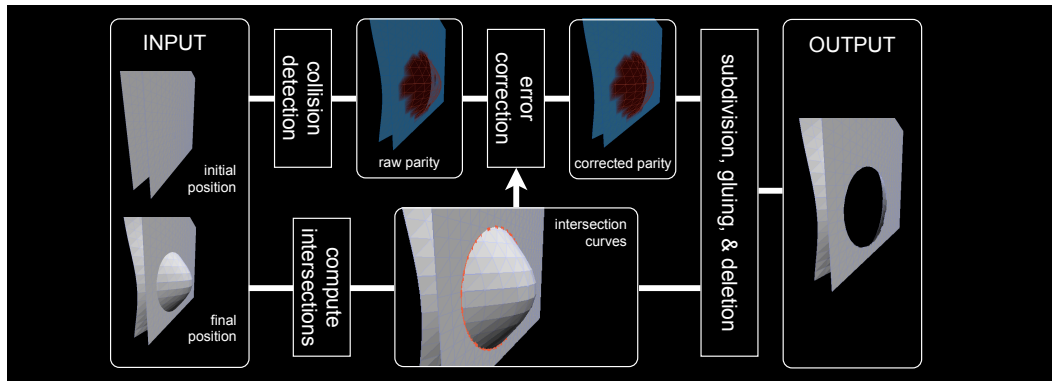 INPUT
initial
position
final
position
collision
detection
raw parity
error
correction
corrected parity
compute
intersections
intersection
curves
subdivision, gluing, & deletion
OUTPUT